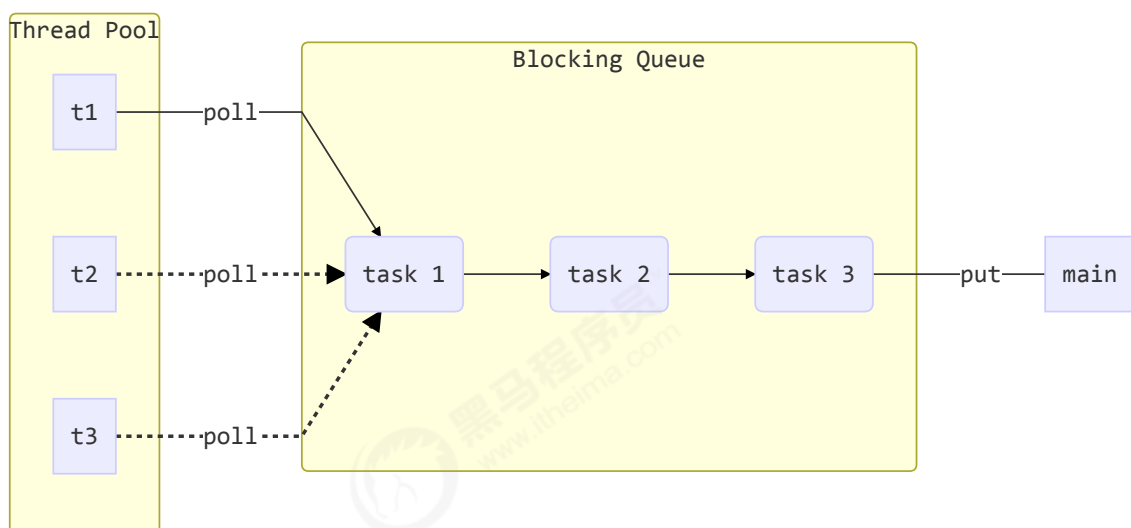 Thread Pool
Blocking Queue
t1
poll
t2
poll
task 1
task 2
task 3
put
main
t3
poll
黑马程序员
www.itheima.com